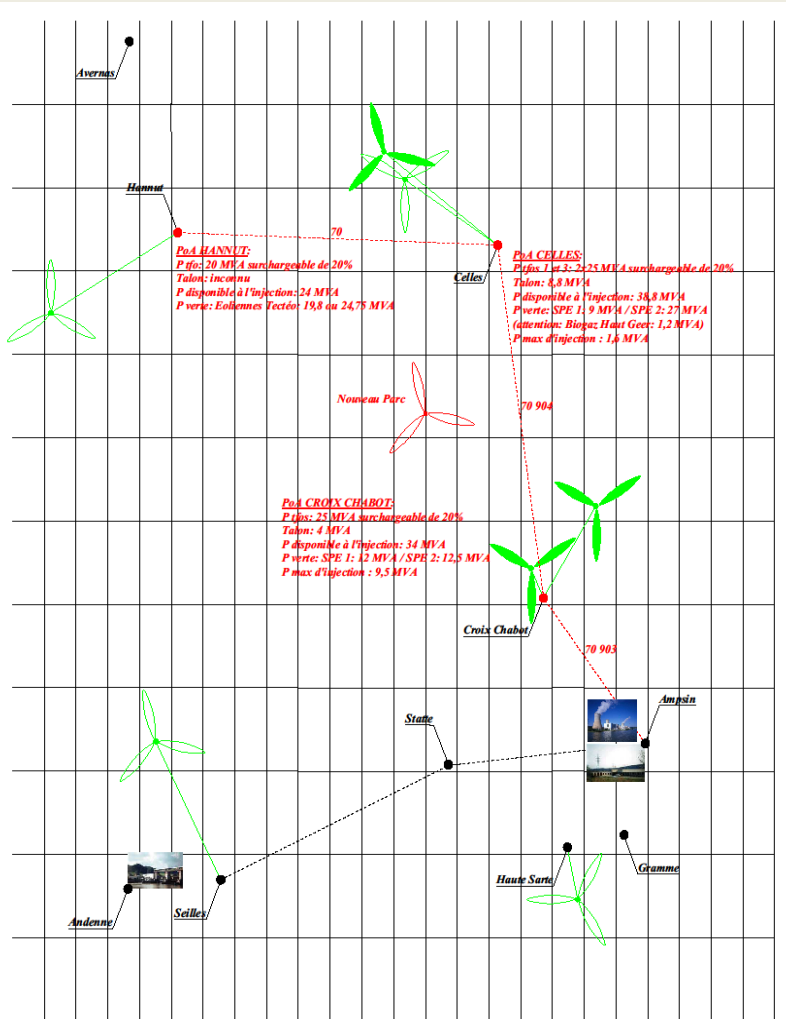 Avernas
Hannut
70
PoA HANNUT:
P tfo: 20 MVA surchargeable de 20%
Talon: inconnu
P disponible à l'injection: 24 MVA
P verte: Eoliennes Tectéo: 19,8 ou 24,75 MVA
Celles
PoA CELLES:
P tfos 1 et 3: 2x25 MVA surchargeable de 20%
Talon: 8,8 MVA
P disponible à l'injection: 38,8 MVA
P verte: SPE 1: 9 MVA / SPE 2: 27 MVA
(attention: Biogaz Haut Geer: 1,2 MVA)
P max d'injection : 1,6 MVA
Nouveau Parc
70 904
PoA CROIX CHABOT:
P tfos: 25 MVA surchargeable de 20%
Talon: 4 MVA
P disponible à l'injection: 34 MVA
P verte: SPE 1: 12 MVA / SPE 2: 12,5 MVA
P max d'injection : 9,5 MVA
Croix Chabot
70 903
Ampsin
Statte
Haute Sarte
Gramme
Seilles
Andenne